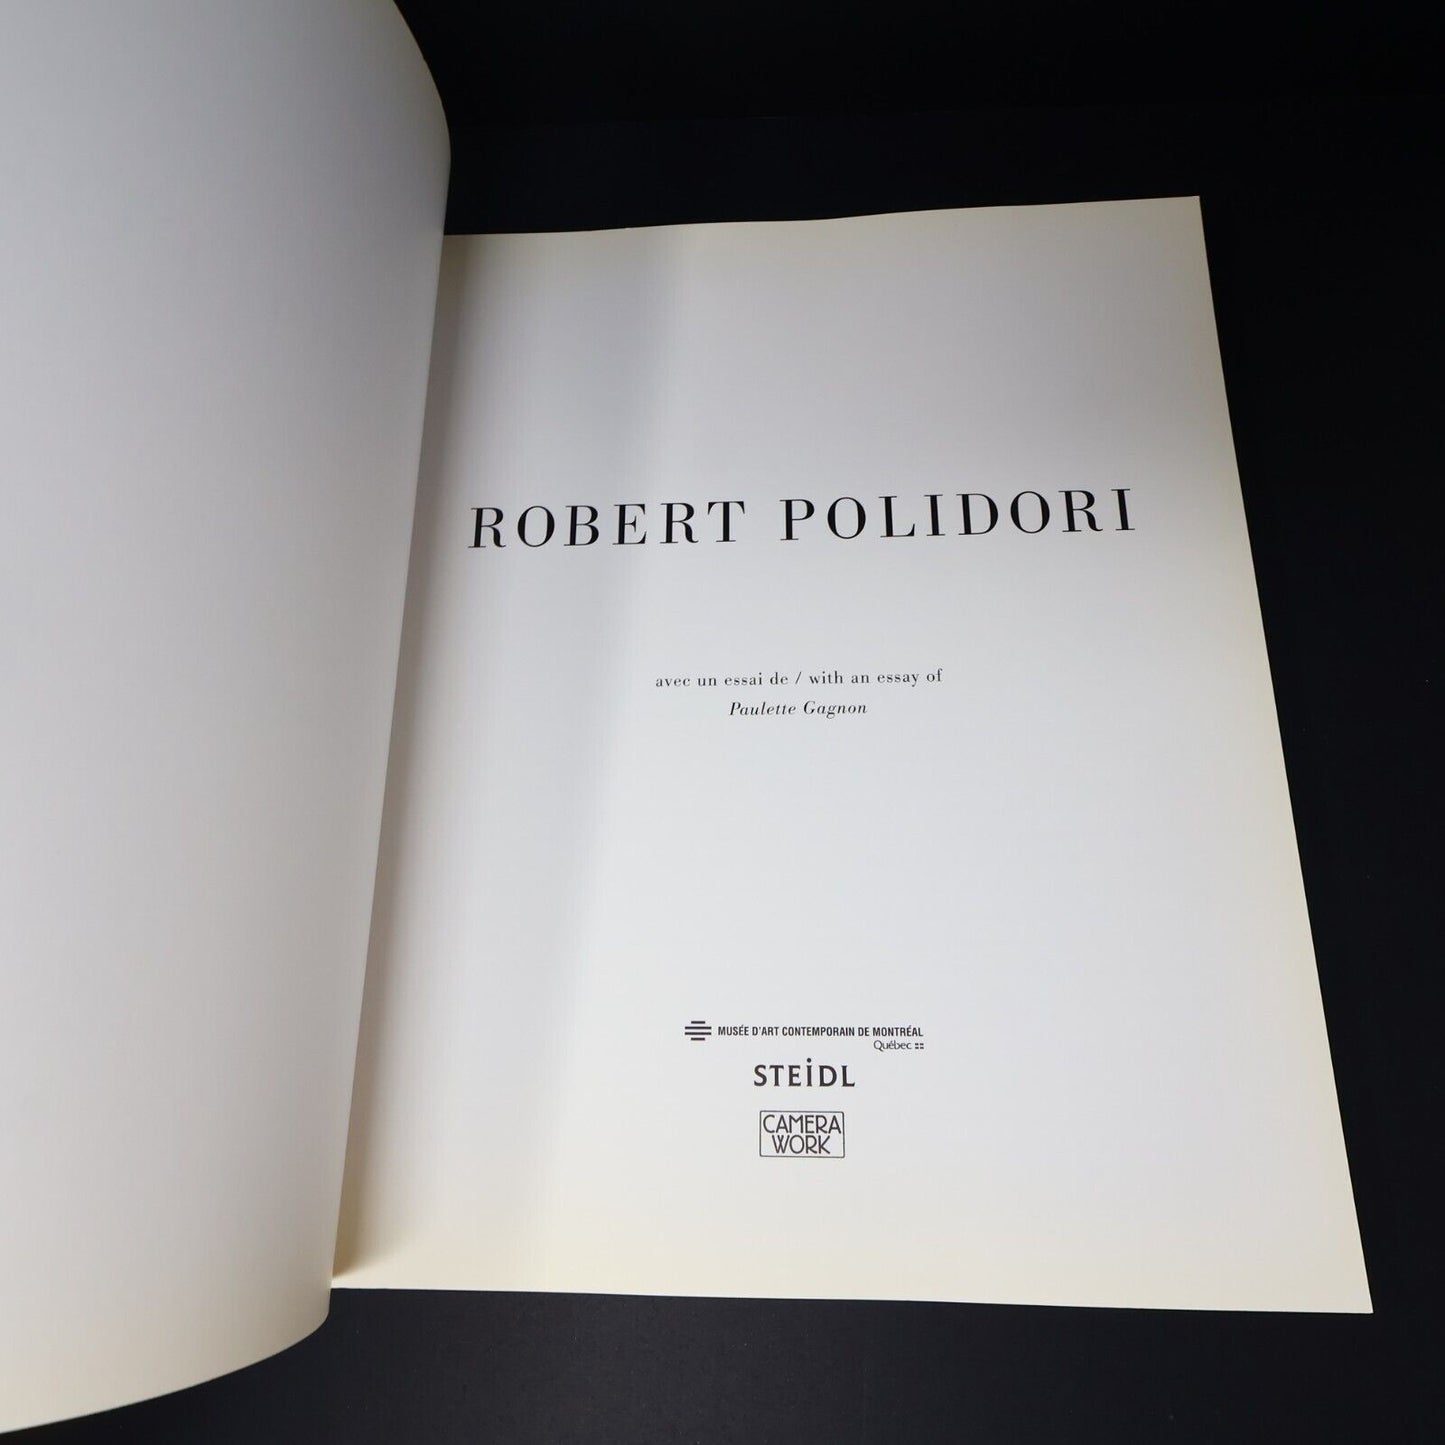 ROBERT POLIDORI
avec un essai de / with an essay of
Paulette Gagnon
MUSÉE D'ART CONTEMPORAIN DE MONTRÉAL
Québec
STEiDL
CAMERA
WORK